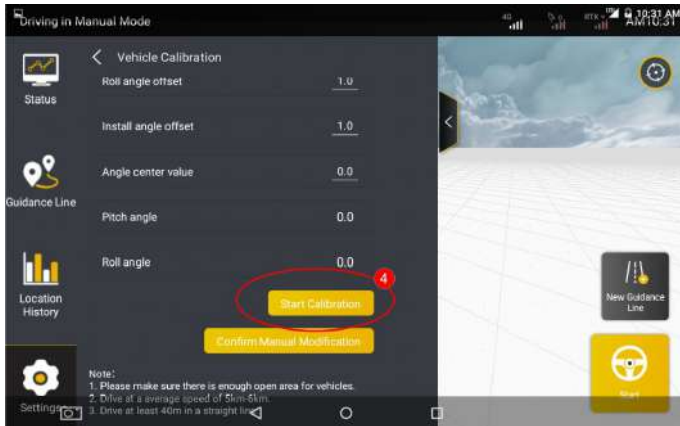 Driving in Manual Mode
4G
RTK
10:31 AM
AM10:31
Status
Guidance Line
Location
History
Settings
Vehicle Calibration
Roll angle offset 1.0
Install angle offset 1.0
Angle center value 0.0
Pitch angle 0.0
Roll angle 0.0
4
Start Calibration
Confirm Manual Modification
Note:
1. Please make sure there is enough open area for vehicles.
2. Drive at a average speed of 5km-6km.
3. Drive at least 40m in a straight line
New Guidance
Line
Start